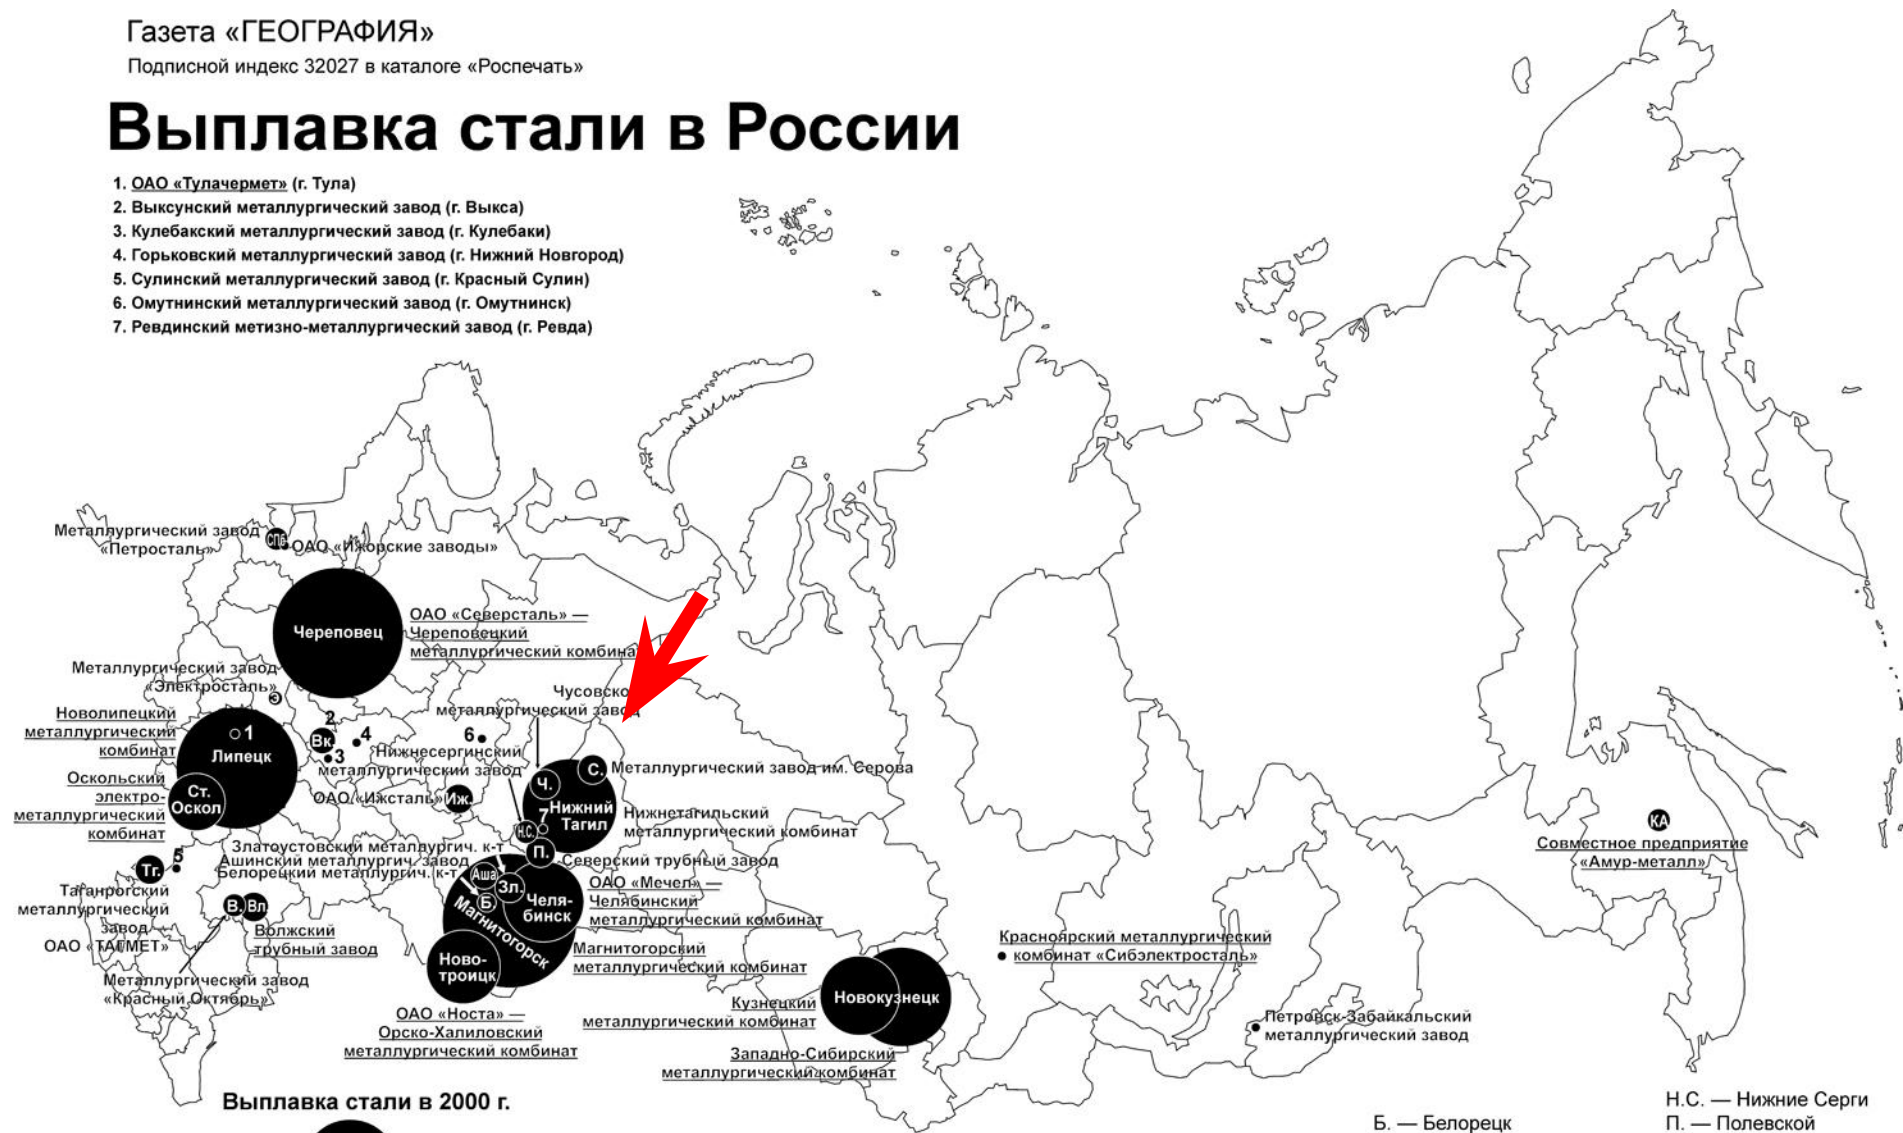 Газета «ГЕОГРАФИЯ»
Подписной индекс 32027 в каталоге «Роспечать»
Выплавка стали в России
1. ОАО «Тулачермет» (г. Тула)
2. Выксунский металлургический завод (г. Выкса)
3. Кулебакский металлургический завод (г. Кулебаки)
4. Горьковский металлургический завод (г. Нижний Новгород)
5. Сулинский металлургический завод (г. Красный Сулин)
6. Омутнинский металлургический завод (г. Омутнинск)
7. Ревдинский метизно-металлургический завод (г. Ревда)
Металлургический завод
«Петросталь»
СПб
ОАО «Ижорские заводы»
Череповец
ОАО «Северсталь» —
Череповецкий
металлургический комбинат
Металлургический завод
«Электросталь»
Э
Новолипецкий
металлургический
комбинат
1
Липецк
Оскольский
электро-
металлургический
комбинат
Ст.
Оскол
2
Вк.
3
4
6
Чусовско
металлургический завод
Нижнесергинский
металлургический завод
ОАО «Ижсталь»
Иж.
С.
Металлургический завод им. Серова
Ч.
Нижний
Тагил
7
Н.С.
Нижнетагильский
металлургический комбинат
П.
Северский трубный завод
Златоустовский металлургич. к-т
Ашинский металлургич. завод
Белорецкий металлургич. к-т
Аша
Зл.
Б
Челя-
бинск
Магнитогорск
ОАО «Мечел» —
Челябинский
металлургический комбинат
Магнитогорский
металлургический комбинат
Ново-
троицк
ОАО «Носта» —
Орско-Халиловский
металлургический комбинат
5
Тг.
Таганрогский
металлургический
завод
ОАО «ТАГМЕТ»
В.
Вл.
Волжский
трубный завод
Металлургический завод
«Красный Октябрь»
Новокузнецк
Кузнецкий
металлургический комбинат
Западно-Сибирский
металлургический комбинат
Красноярский металлургический
комбинат «Сибэлектросталь»
Петровск-Забайкальский
металлургический завод
КА
Совместное предприятие
«Амур-металл»
Выплавка стали в 2000 г.
Б. — Белорецк
Н.С. — Нижние Серги
П. — Полевской